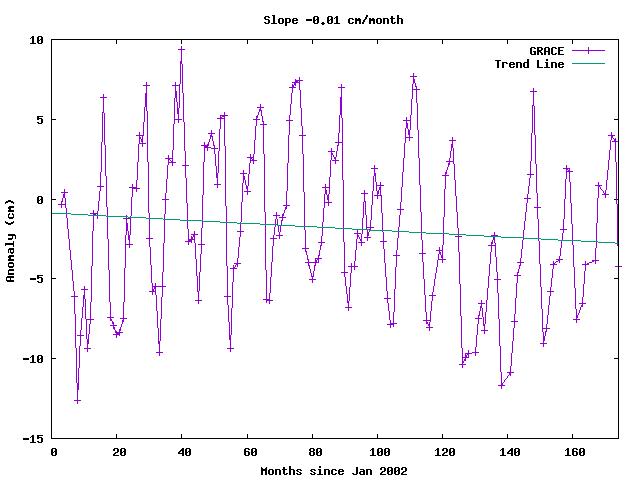 Slope -0.01 cm/month
GRACE
Trend Line
10
5
0
-5
-10
-15
Anomaly (cm)
0 20 40 60 80 100 120 140 160
Months since Jan 2002